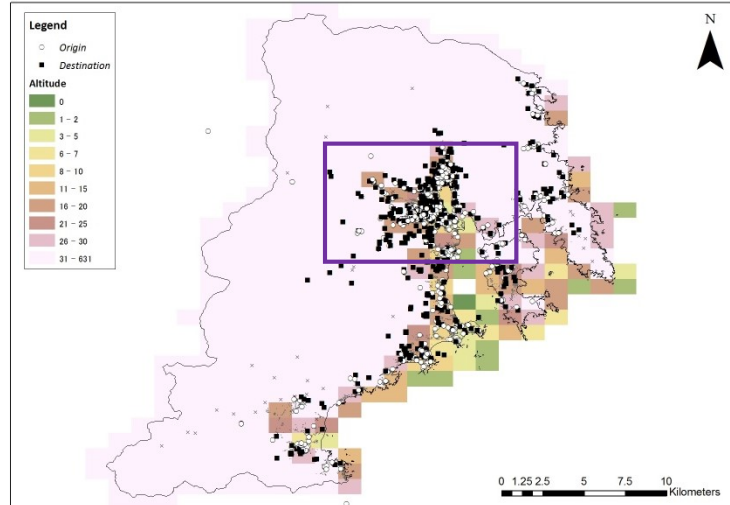 Legend
Origin
Destination
Altitude
0
1 - 2
3 - 5
6 - 7
8 - 10
11 - 15
16 - 20
21 - 25
26 - 30
31 - 631
N
0 1.25 2.5 5 7.5 10
Kilometers